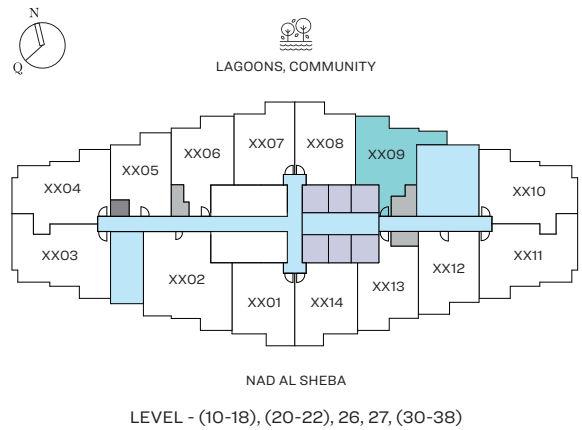 N
Q
LAGOONS, COMMUNITY
XX07
XX08
XX06
XX09
XX05
XX04
XX10
XX03
XX11
XX02
XX12
XX01
XX14
XX13
NAD AL SHEBA
LEVEL - (10-18), (20-22), 26, 27, (30-38)